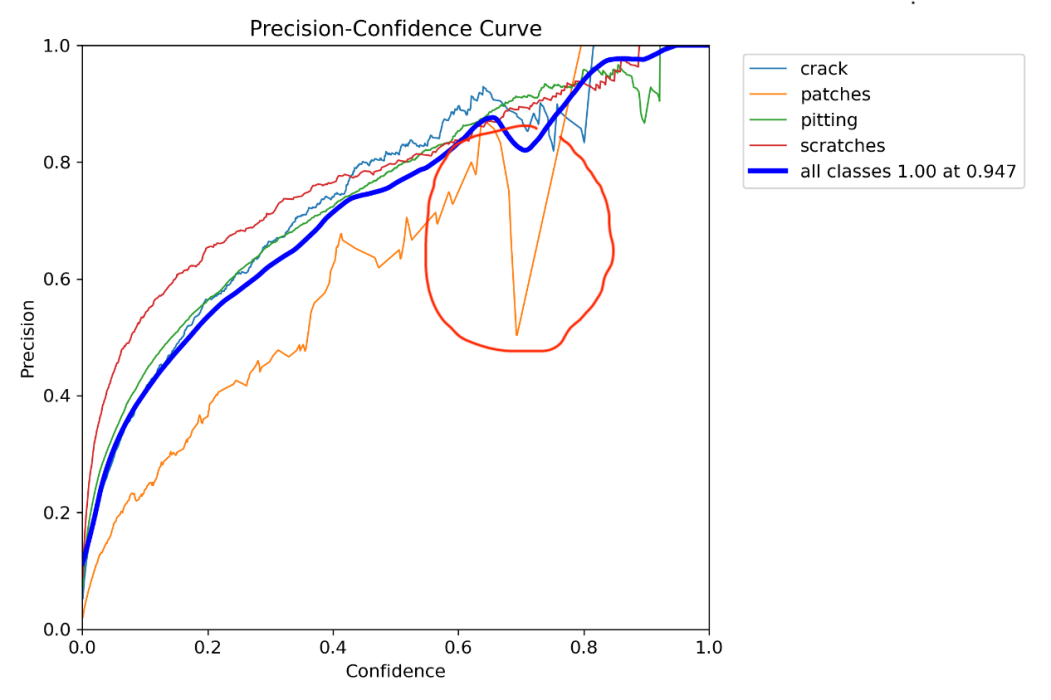 Precision-Confidence Curve
1.0
0.8
0.6
0.4
0.2
0.0
Precision
0.0 0.2 0.4 0.6 0.8 1.0
Confidence
crack
patches
pitting
scratches
all classes 1.00 at 0.947